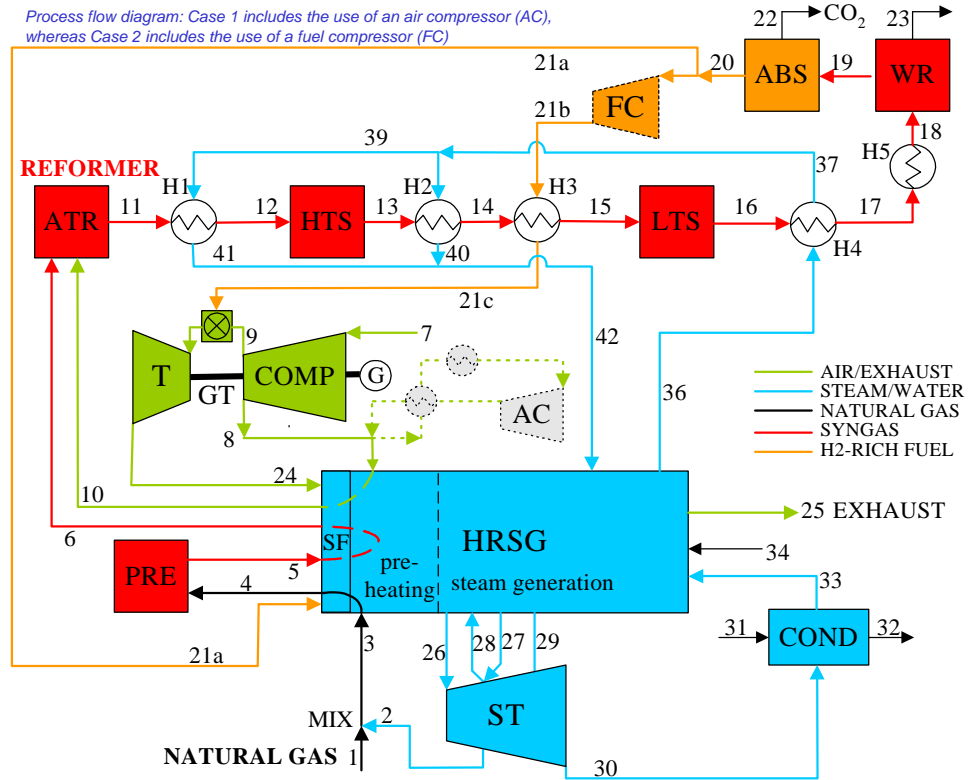 Process flow diagram: Case 1 includes the use of an air compressor (AC),
whereas Case 2 includes the use of a fuel compressor (FC)
22
CO2
23
21a
20
ABS
19
WR
FC
21b
18
39
H5
37
REFORMER
H1
H2
H3
ATR
11
12
HTS
13
14
15
LTS
16
17
H4
41
40
21c
9
7
42
T
COMP
G
GT
36
AC
8
AIR/EXHAUST
STEAM/WATER
NATURAL GAS
SYNGAS
H2-RICH FUEL
24
10
25 EXHAUST
6
SF
HRSG
34
PRE
5
pre-
heating
steam generation
4
33
21a
3
26
28
27
29
31
COND
32
MIX
2
ST
NATURAL GAS
1
30